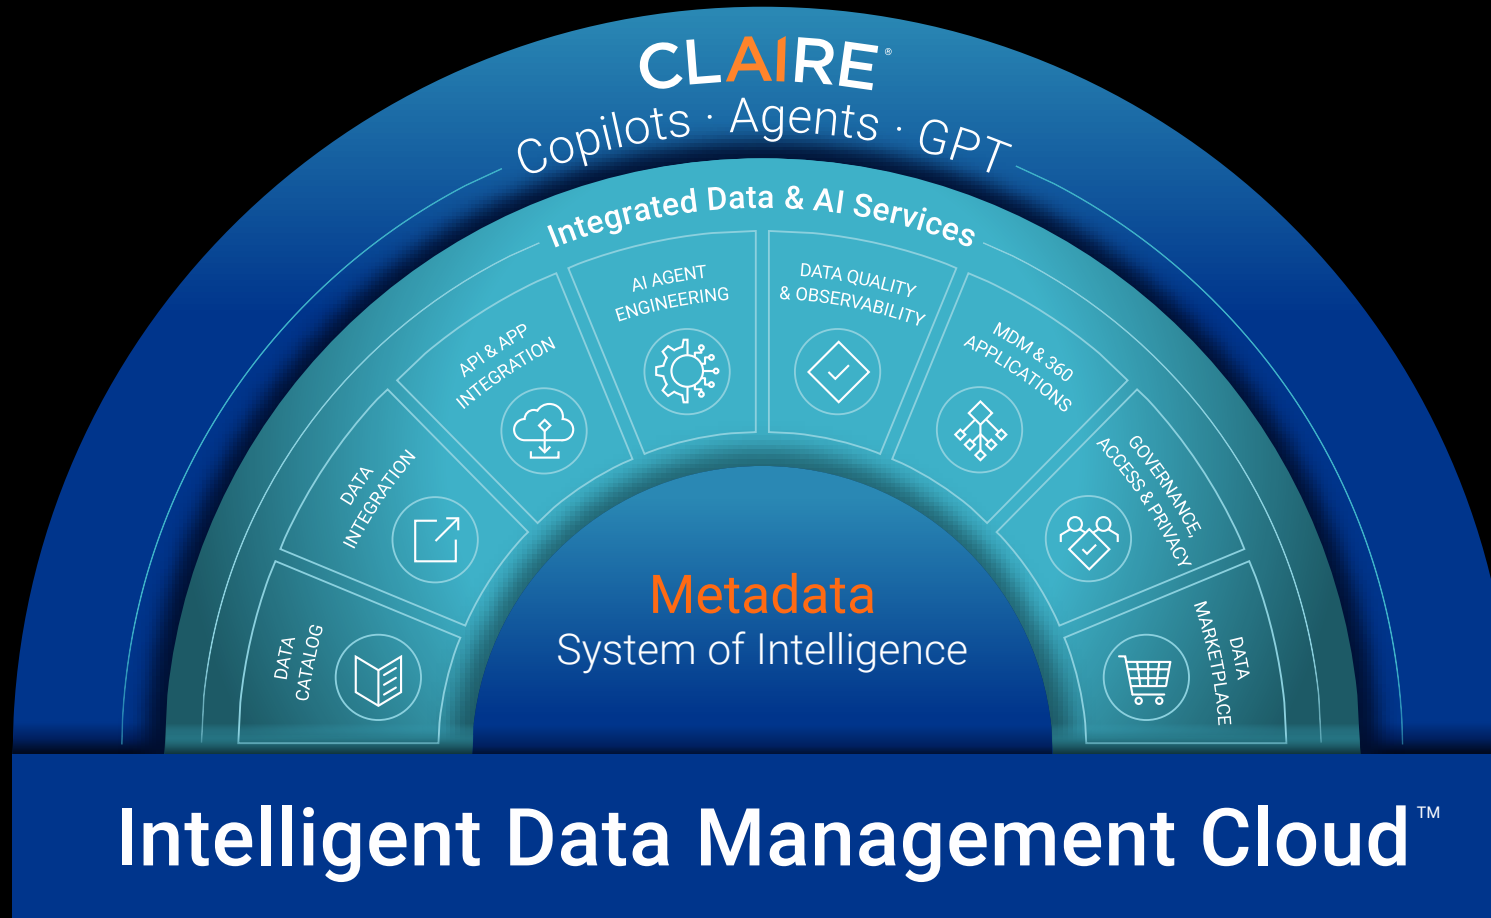 CLAIRE®
Copilots · Agents · GPT
Integrated Data & AI Services
DATA
CATALOG
DATA
INTEGRATION
API & APP
INTEGRATION
AI AGENT
ENGINEERING
DATA QUALITY
& OBSERVABILITY
MDM & 360
APPLICATIONS
GOVERNANCE,
ACCESS & PRIVACY
DATA
MARKETPLACE
Metadata
System of Intelligence
Intelligent Data Management Cloud™